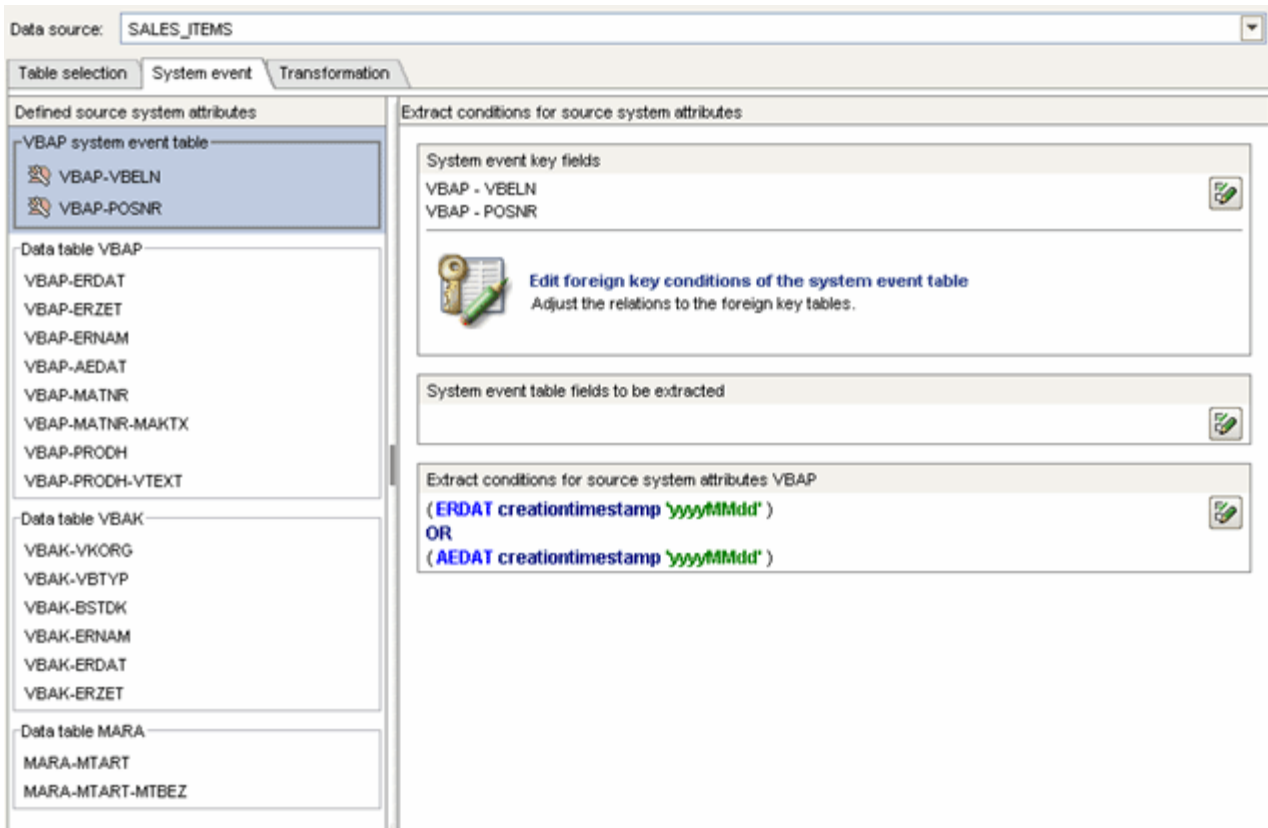 Data source: SALES_ITEMS
Table selection System event Transformation
Defined source system attributes
VBAP system event table
VBAP-VBELN
VBAP-POSNR
Data table VBAP
VBAP-ERDAT
VBAP-ERZET
VBAP-ERNAM
VBAP-AEDAT
VBAP-MATNR
VBAP-MATNR-MAKTX
VBAP-PRODH
VBAP-PRODH-VTEXT
Data table VBAK
VBAK-VKORG
VBAK-VBTYP
VBAK-BSTDK
VBAK-ERNAM
VBAK-ERDAT
VBAK-ERZET
Data table MARA
MARA-MTART
MARA-MTART-MTBEZ
Extract conditions for source system attributes
System event key fields
VBAP - VBELN
VBAP - POSNR
Edit foreign key conditions of the system event table
Adjust the relations to the foreign key tables.
System event table fields to be extracted
Extract conditions for source system attributes VBAP
( ERDAT creationtimestamp 'yyyyMMdd' )
OR
( AEDAT creationtimestamp 'yyyyMMdd' )